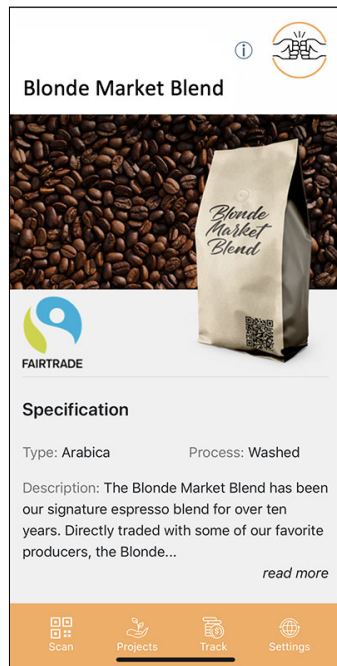 Blonde Market Blend
Blonde
Market
Blend
FAIRTRADE
Specification
Type: Arabica Process: Washed
Description: The Blonde Market Blend has been
our signature espresso blend for over ten
years. Directly traded with some of our favorite
producers, the Blonde...
read more
Scan Projects Track Settings